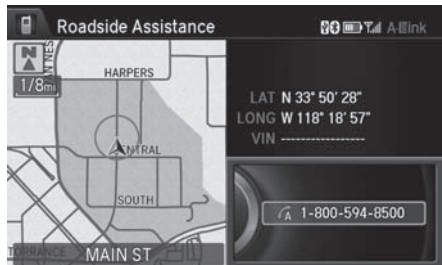 Roadside Assistance
A-Link
N
1/8mi
HARPERS
SOUTH
TORRANCE
MAIN ST
LAT N 33° 50' 28"
LONG W 118° 18' 57"
VIN ----------------
1-800-594-8500